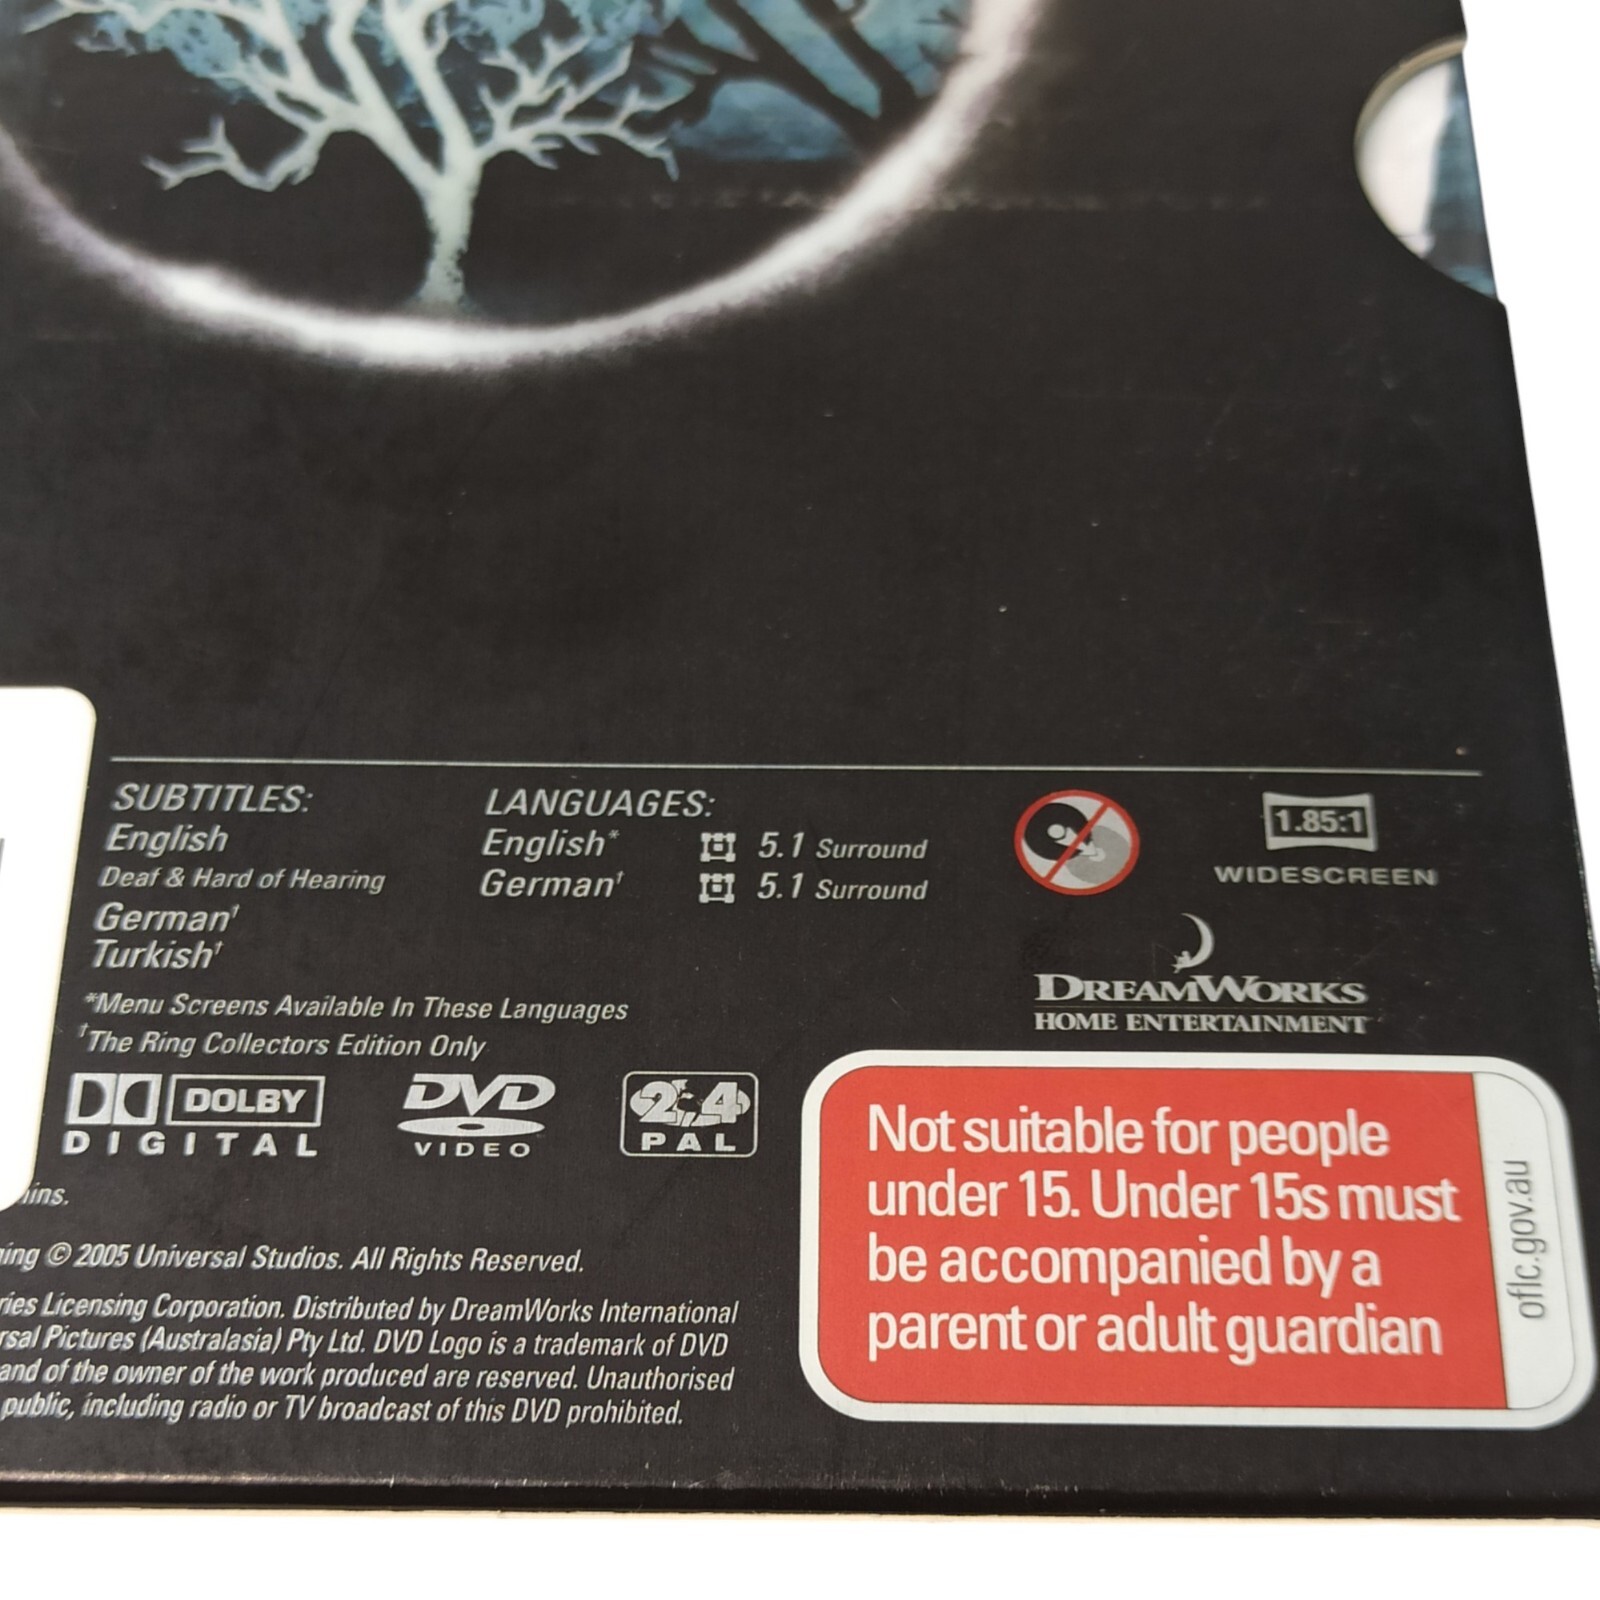 SUBTITLES:
English
Deaf & Hard of Hearing
German†
Turkish†
LANGUAGES:
English* 5.1 Surround
German† 5.1 Surround
*Menu Screens Available In These Languages
†The Ring Collectors Edition Only
1.85:1
WIDESCREEN
DREAMWORKS
HOME ENTERTAINMENT
DOLBY
DIGITAL
DVD
VIDEO
2,4
PAL
© 2005 Universal Studios. All Rights Reserved.
Licensing Corporation. Distributed by DreamWorks International
Pictures (Australasia) Pty Ltd. DVD Logo is a trademark of DVD
and of the owner of the work produced are reserved. Unauthorised
public, including radio or TV broadcast of this DVD prohibited.
Not suitable for people
under 15. Under 15s must
be accompanied by a
parent or adult guardian
oflc.gov.au